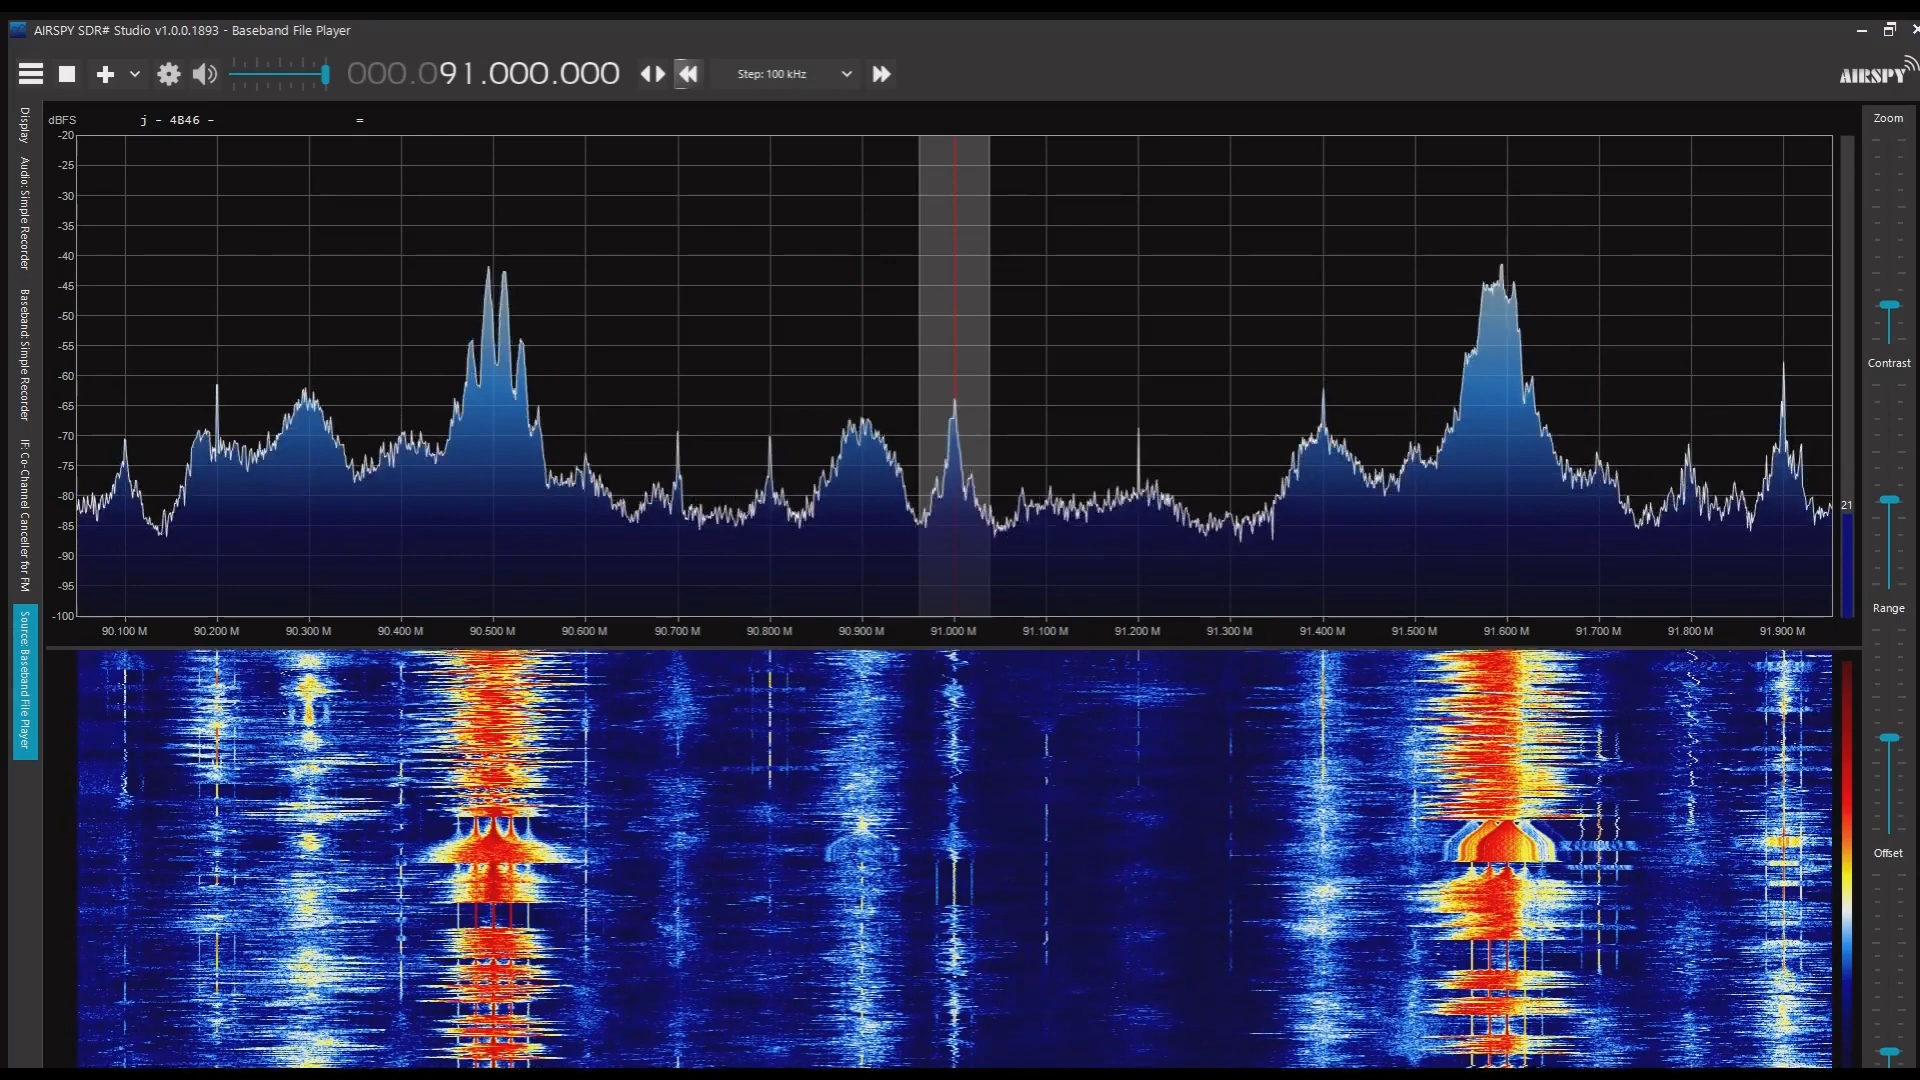 AIRSPY SDR# Studio v1.0.0.1893 - Baseband File Player
000.091.000.000
Step: 100 kHz
AIRSPY
Display
Audio: Simple Recorder
Baseband: Simple Recorder
IF: Co-Channel Canceller for FM
Source: Baseband File Player
dBFS
j - 4B46 -
=
-20
-25
-30
-35
-40
-45
-50
-55
-60
-65
-70
-75
-80
-85
-90
-95
-100
90.100 M 90.200 M 90.300 M 90.400 M 90.500 M 90.600 M 90.700 M 90.800 M 90.900 M 91.000 M 91.100 M 91.200 M 91.300 M 91.400 M 91.500 M 91.600 M 91.700 M 91.800 M 91.900 M
21
Zoom
Contrast
Range
Offset